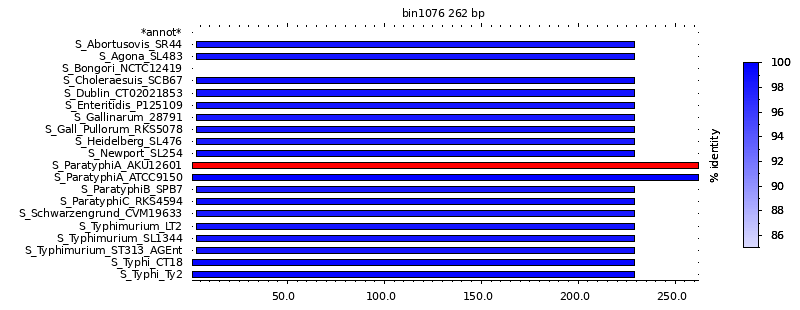 bin1076 262 bp
*annot*
S_Abortusovis_SR44
S_Agona_SL483
S_Bongori_NCTC12419
S_Choleraesuis_SCB67
S_Dublin_CT02021853
S_Enteritidis_P125109
S_Gallinarum_28791
S_Gall_Pullorum_RKS5078
S_Heidelberg_SL476
S_Newport_SL254
S_ParatyphiA_AKU12601
S_ParatyphiA_ATCC9150
S_ParatyphiB_SPB7
S_ParatyphiC_RKS4594
S_Schwarzengrund_CVM19633
S_Typhimurium_LT2
S_Typhimurium_SL1344
S_Typhimurium_ST313_AGEnt
S_Typhi_CT18
S_Typhi_Ty2
50.0 100.0 150.0 200.0 250.0
% identity
100
98
96
94
92
90
88
86